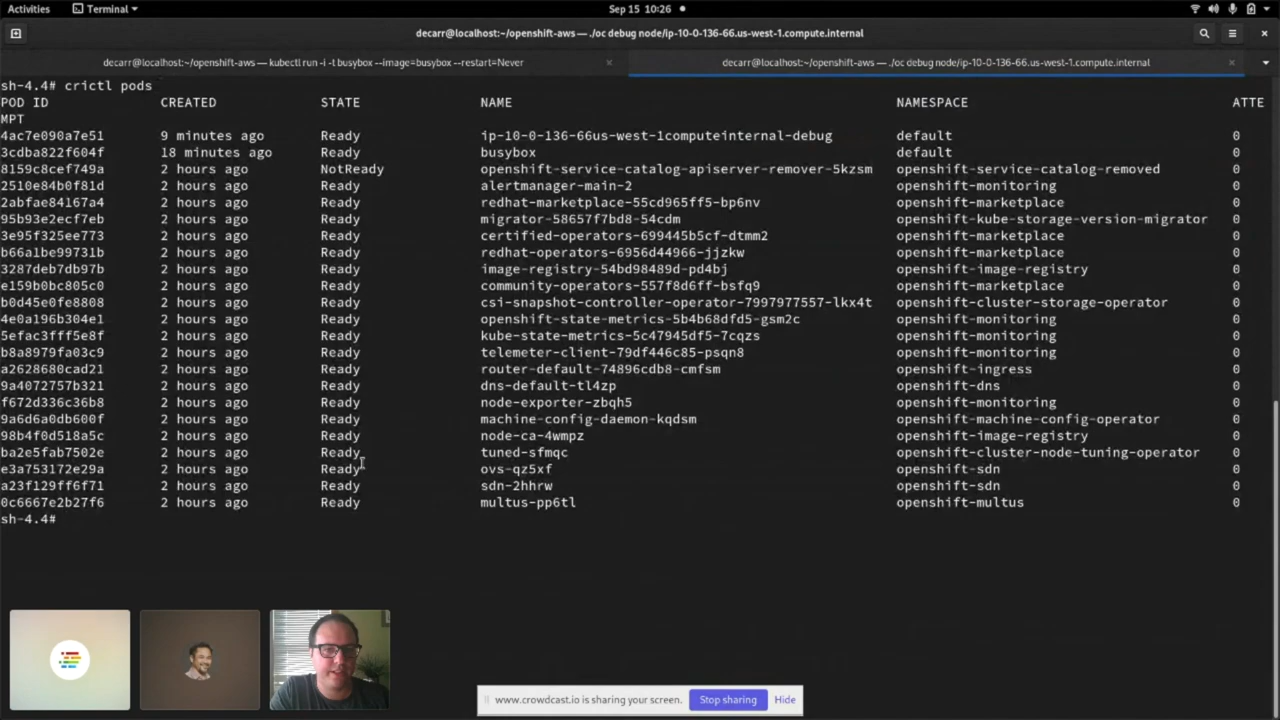 Activities Terminal Sep 15 10:26
decarr@localhost:~/openshift-aws — ./oc debug node/ip-10-0-136-66.us-west-1.compute.internal
decarr@localhost:~/openshift-aws — kubectl run -i -t busybox --image=busybox --restart=Never decarr@localhost:~/openshift-aws — ./oc debug node/ip-10-0-136-66.us-west-1.compute.internal
sh-4.4# crictl pods
POD ID CREATED STATE NAME NAMESPACE ATTE
MPT
4ac7e090a7e51 9 minutes ago Ready ip-10-0-136-66us-west-1computeinternal-debug default 0
3cdba822f604f 18 minutes ago Ready busybox default 0
8159c8cef749a 2 hours ago NotReady openshift-service-catalog-apiserver-remover-5kzsm openshift-service-catalog-removed 0
2510e84b0f81d 2 hours ago Ready alertmanager-main-2 openshift-monitoring 0
2abfae84167a4 2 hours ago Ready redhat-marketplace-55cd965ff5-bp6nv openshift-marketplace 0
95b93e2ecf7eb 2 hours ago Ready migrator-58657f7bd8-54cdm openshift-kube-storage-version-migrator 0
3e95f325ee773 2 hours ago Ready certified-operators-699445b5cf-dtmm2 openshift-marketplace 0
b66a1be99731b 2 hours ago Ready redhat-operators-6956d44966-jjzkw openshift-marketplace 0
3287deb7db97b 2 hours ago Ready image-registry-54bd98489d-pd4bj openshift-image-registry 0
e159b0bc805c0 2 hours ago Ready community-operators-557f8d6ff-bsfq9 openshift-marketplace 0
b0d45e0fe8808 2 hours ago Ready csi-snapshot-controller-operator-7997977557-lkx4t openshift-cluster-storage-operator 0
4e0a196b304e1 2 hours ago Ready openshift-state-metrics-5b4b68dfd5-gsm2c openshift-monitoring 0
5efac3fff5e8f 2 hours ago Ready kube-state-metrics-5c47945df5-7cqzs openshift-monitoring 0
b8a8979fa03c9 2 hours ago Ready telemeter-client-79df446c85-psqn8 openshift-monitoring 0
a2628680cad21 2 hours ago Ready router-default-74896cdb8-cmfsm openshift-ingress 0
9a4072757b321 2 hours ago Ready dns-default-tl4zp openshift-dns 0
f672d336c36b8 2 hours ago Ready node-exporter-zbqh5 openshift-monitoring 0
9a6d6a0db600f 2 hours ago Ready machine-config-daemon-kqdsm openshift-machine-config-operator 0
98b4f0d518a5c 2 hours ago Ready node-ca-4wmpz openshift-image-registry 0
ba2e5fab7502e 2 hours ago Ready tuned-sfmqc openshift-cluster-node-tuning-operator 0
e3a753172e29a 2 hours ago Ready ovs-qz5xf openshift-sdn 0
a23f129ff6f71 2 hours ago Ready sdn-2hhrw openshift-sdn 0
0c6667e2b27f6 2 hours ago Ready multus-pp6tl openshift-multus 0
sh-4.4#
www.crowdcast.io is sharing your screen. Stop sharing Hide